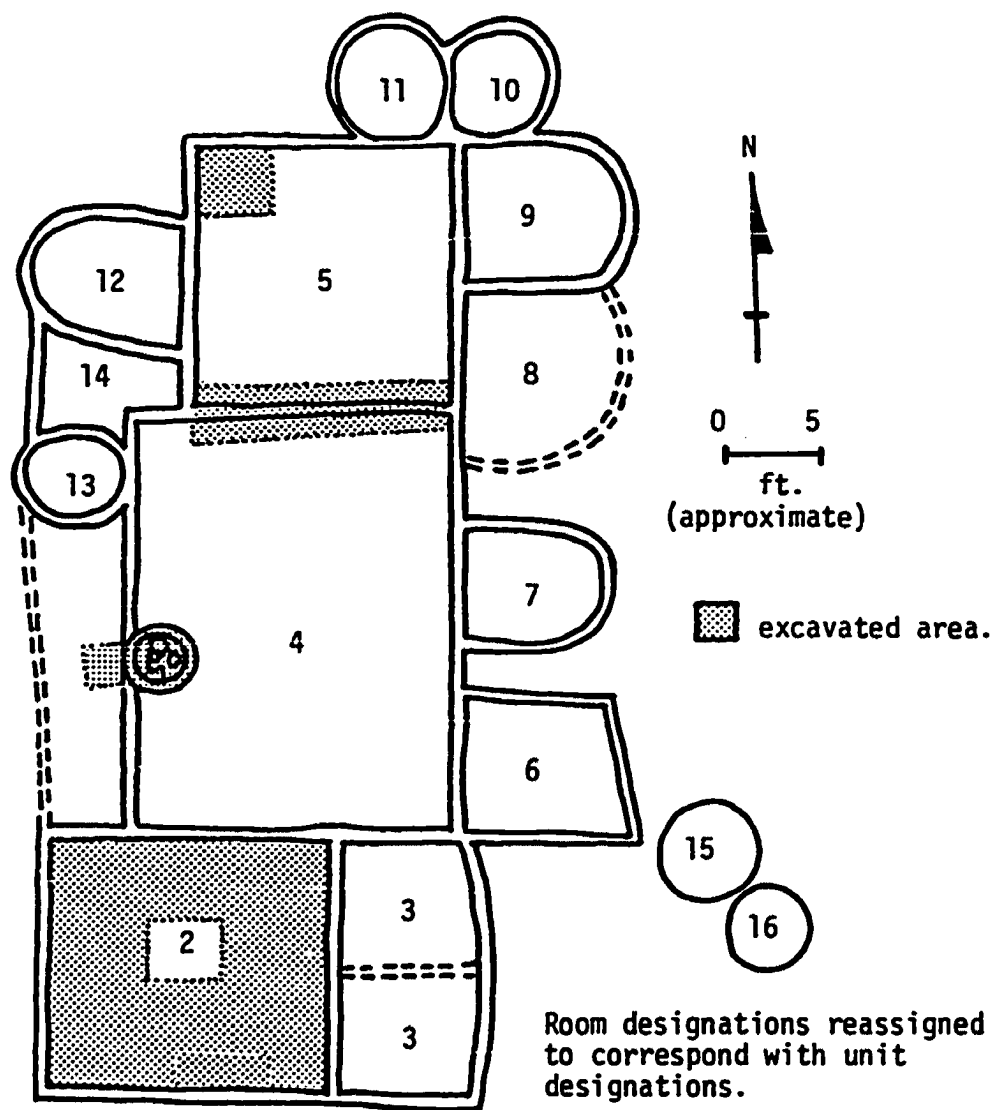 11
10
N
9
12
5
14
8
0 5
ft.
(approximate)
13
7
excavated area.
4
6
15
3
2
16
3
Room designations reassigned
to correspond with unit
designations.